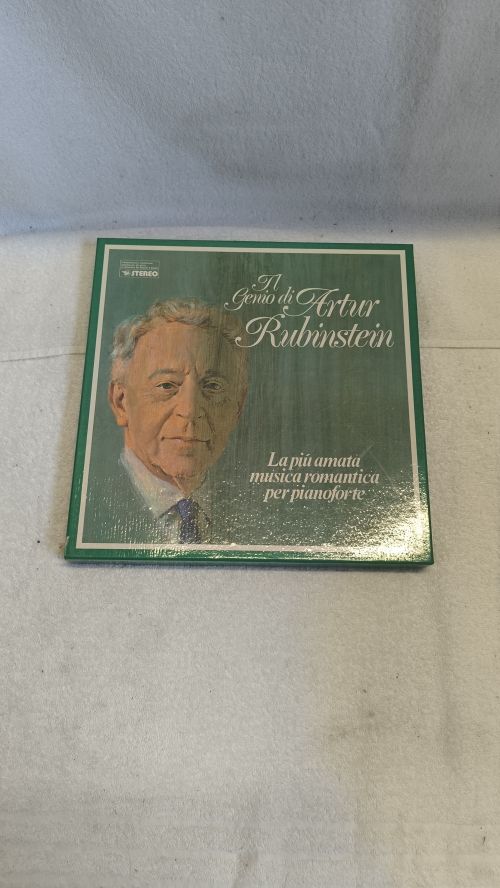 STEREO
Il
Genio di Artur
Rubinstein
La più amata
musica romantica
per pianoforte